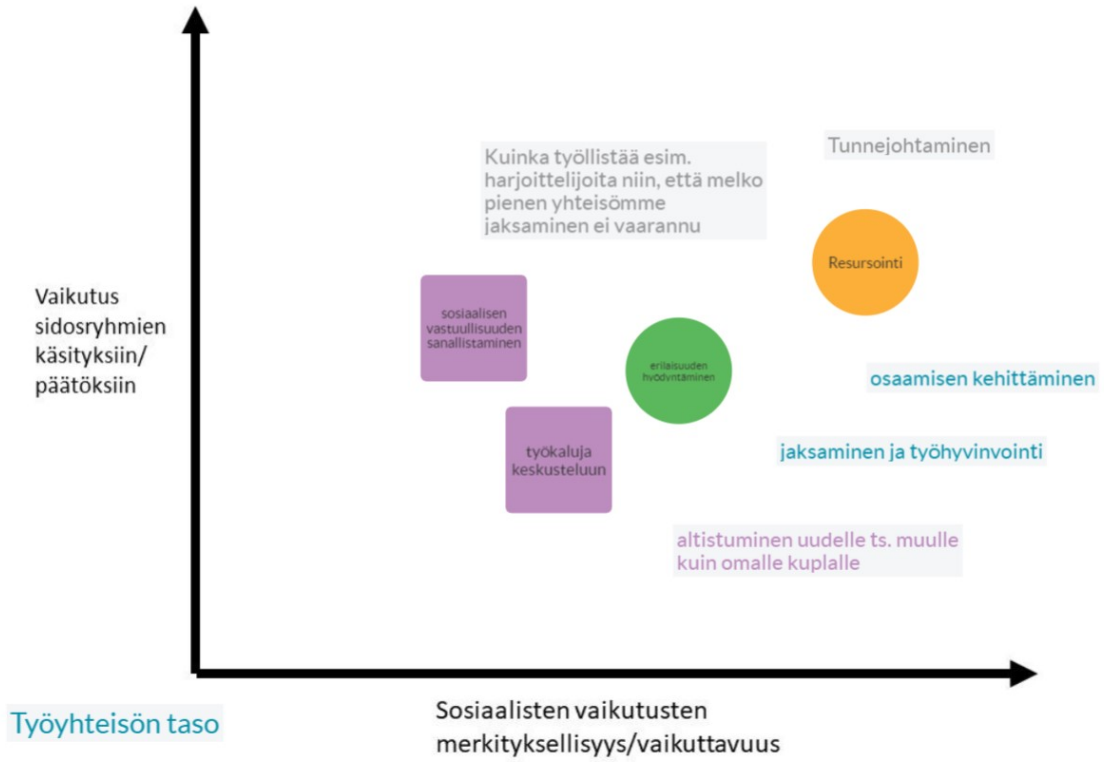 Tunnejohtaminen
Kuinka työllistää esim.
harjoittelijoita niin, että melko
pienen yhteisömme
jaksaminen ei vaarannu
Resursointi
Vaikutus
sidosryhmien
käsityksiin/
päätöksiin
sosiaalisen
vastuullisuuden
sanallistaminen
erilaisuuden
hyödyntäminen
osaamisen kehittäminen
työkaluja
keskusteluun
jaksaminen ja työhyvinvointi
altistuminen uudelle ts. muulle
kuin omalle kuplalle
Työyhteisön taso
Sosiaalisten vaikutusten
merkityksellisyys/vaikuttavuus